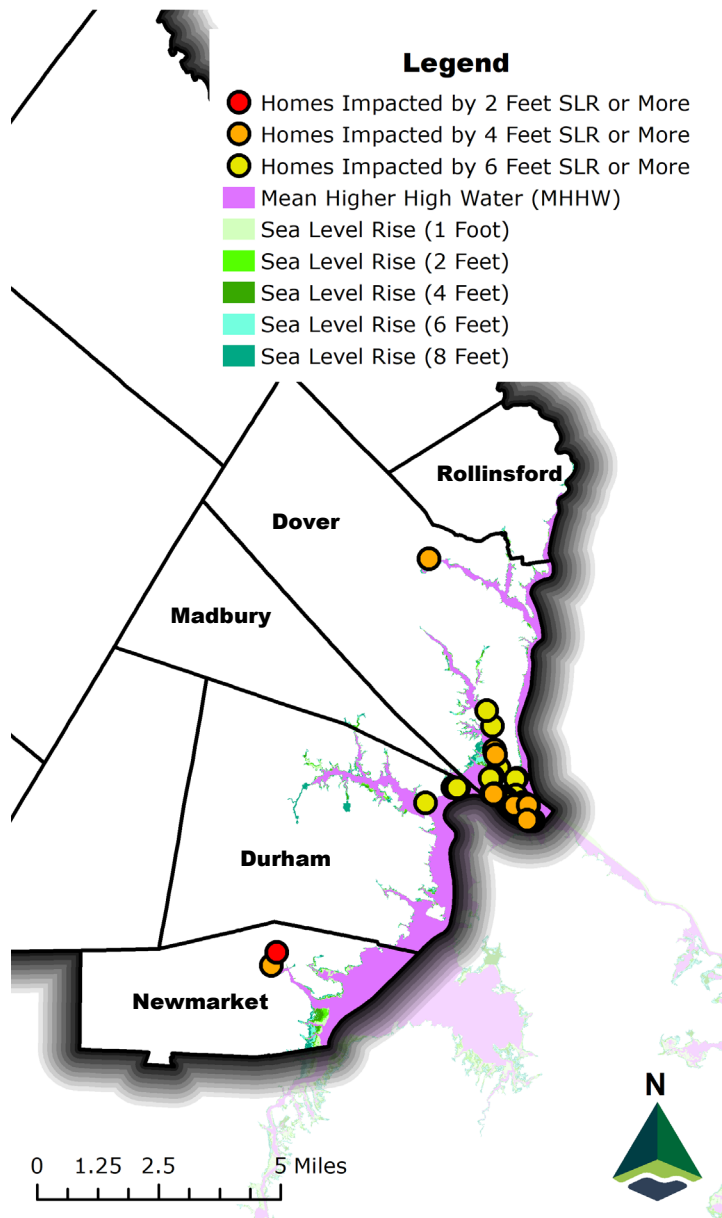 Legend
Homes Impacted by 2 Feet SLR or More
Homes Impacted by 4 Feet SLR or More
Homes Impacted by 6 Feet SLR or More
Mean Higher High Water (MHHW)
Sea Level Rise (1 Foot)
Sea Level Rise (2 Feet)
Sea Level Rise (4 Feet)
Sea Level Rise (6 Feet)
Sea Level Rise (8 Feet)
Rollinsford
Dover
Madbury
Durham
Newmarket
N
0 1.25 2.5 5 Miles